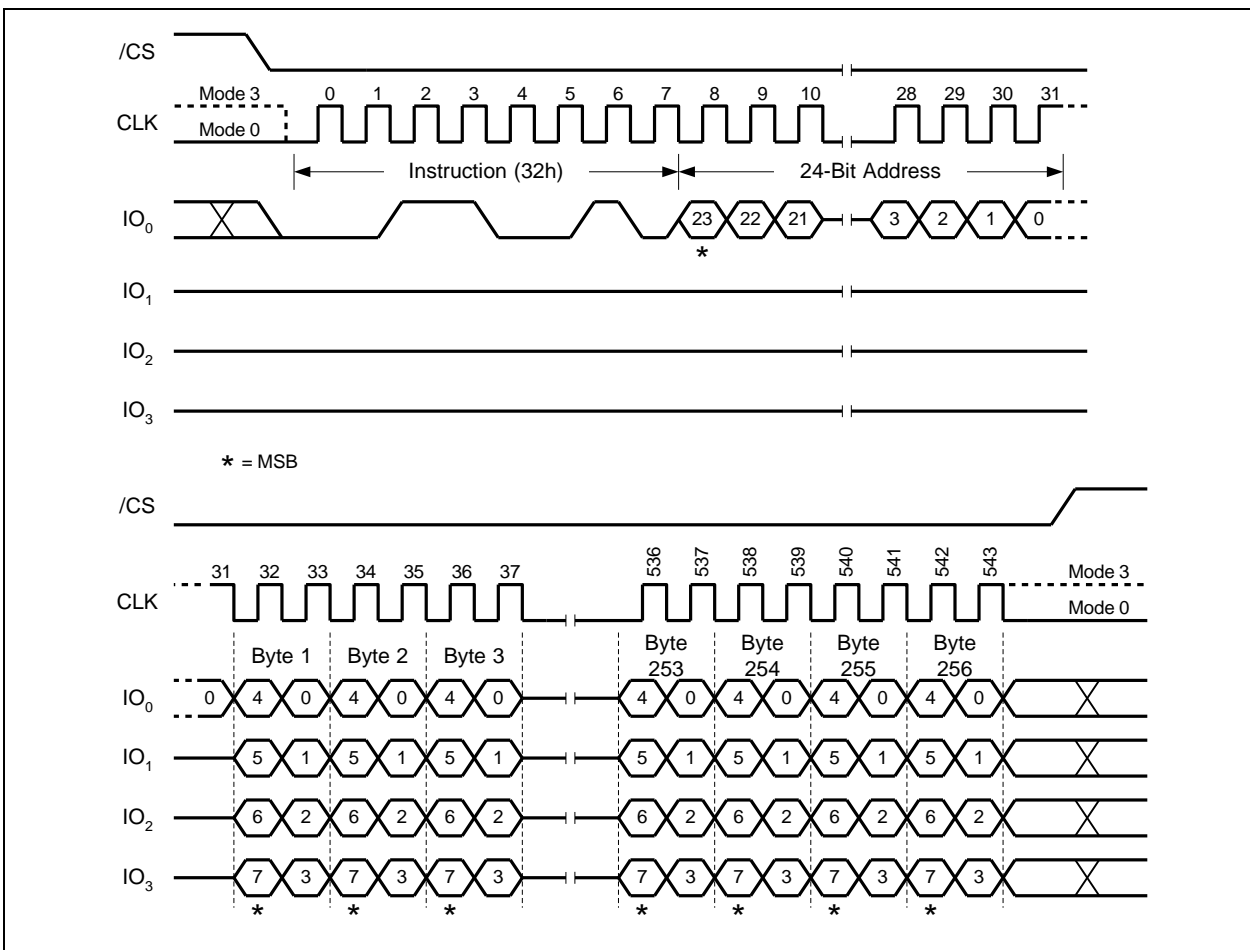 /CS
Mode 3 0 1 2 3 4 5 6 7 8 9 10 28 29 30 31
CLK
Mode 0
Instruction (32h) 24-Bit Address
IO0 23 22 21 3 2 1 0
*
IO1
IO2
IO3
* = MSB
/CS
31 32 33 34 35 36 37 536 537 538 539 540 541 542 543 Mode 3
CLK
Mode 0
Byte 1 Byte 2 Byte 3 Byte 253 Byte 254 Byte 255 Byte 256
IO0 0 4 0 4 0 4 0 4 0 4 0 4 0 4 0
IO1 5 1 5 1 5 1 5 1 5 1 5 1 5 1
IO2 6 2 6 2 6 2 6 2 6 2 6 2 6 2
IO3 7 3 7 3 7 3 7 3 7 3 7 3 7 3
* * * * * * *